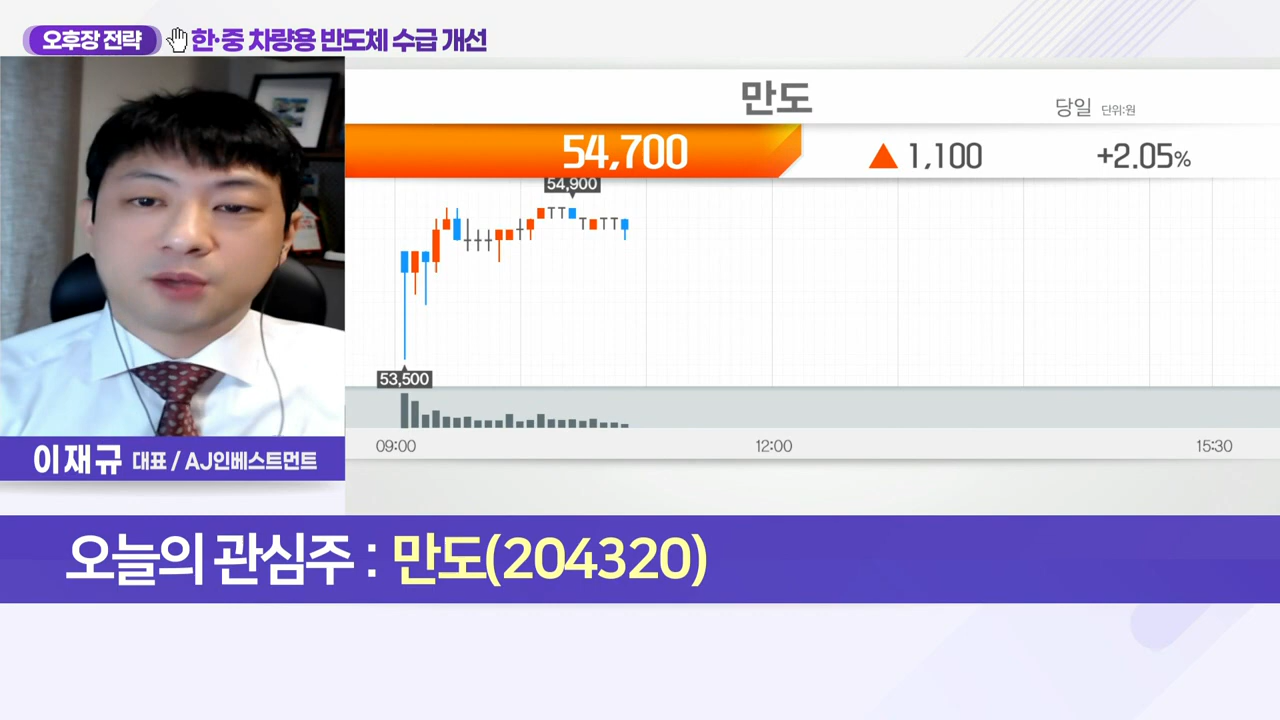 오후장 전략 한·중 차량용 반도체 수급 개선
만도
당일 단위:원
54,700 ▲ 1,100 +2.05%
54,900
53,500
09:00 12:00 15:30
이재규 대표 / AJ인베스트먼트
오늘의 관심주 : 만도(204320)